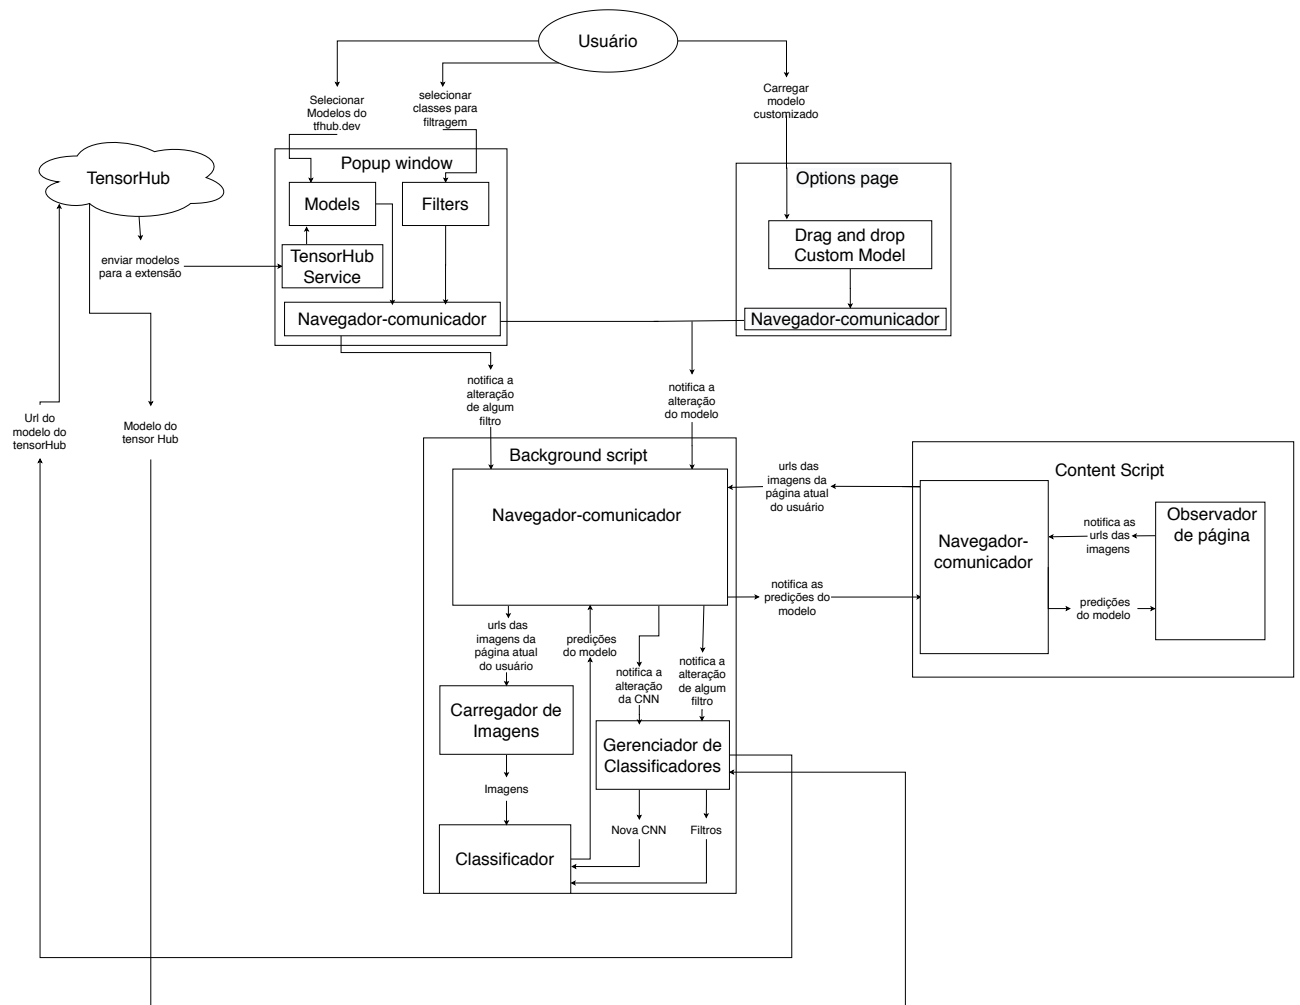 Usuário
Selecionar
Modelos do
tfhub.dev
selecionar
classes para
filtragem
Carregar
modelo
customizado
Popup window
Options page
TensorHub
Models
Filters
Drag and drop
Custom Model
enviar modelos
para a extensão
TensorHub
Service
Navegador-comunicador
Navegador-comunicador
notifica a
alteração
de algum
filtro
notifica a
alteração
do modelo
Url do
modelo do
tensorHub
Modelo do
tensor Hub
Background script
Navegador-comunicador
urls das
imagens da
página atual
do usuário
Content Script
Navegador-
comunicador
notifica as
urls das
imagens
Observador
de página
notifica as
predições do
modelo
predições
do modelo
urls das
imagens da
página atual
do usuário
predições
do modelo
notifica a
alteração
da CNN
notifica a
alteração
de algum
filtro
Carregador de
Imagens
Gerenciador de
Classificadores
Imagens
Nova CNN
Filtros
Classificador